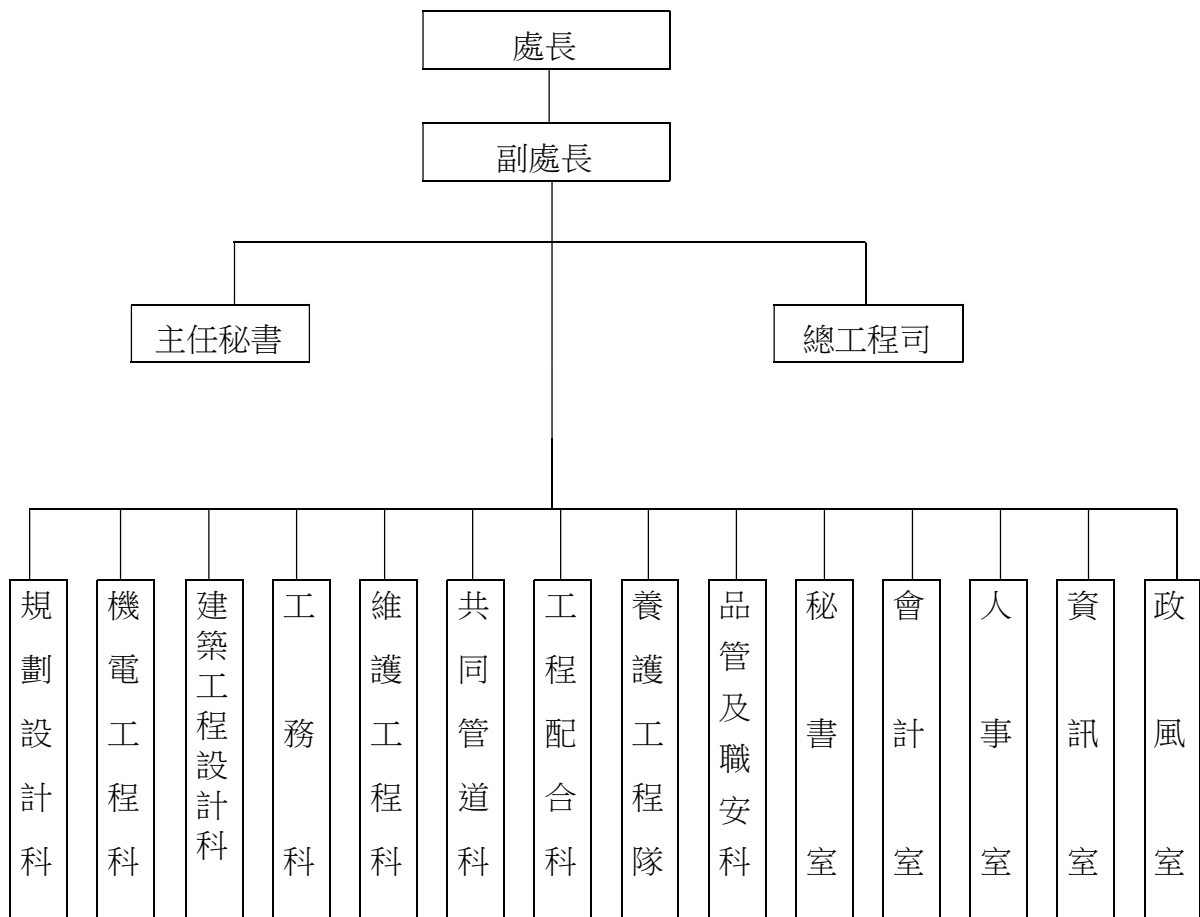 處長
副處長
主任秘書
總工程司
規劃設計科
機電工程科
建築工程設計科
工務科
維護工程科
共同管道科
工程配合科
養護工程隊
品管及職安科
秘書室
會計室
人事室
資訊室
政風室